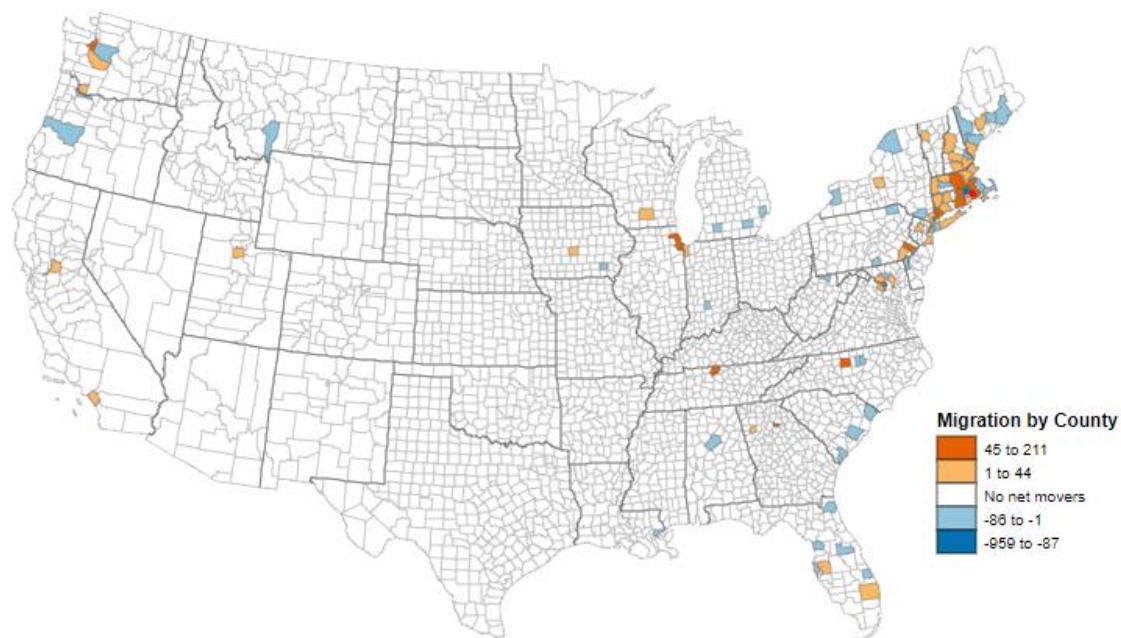 Migration by County
45 to 211
1 to 44
No net movers
-86 to -1
-959 to -87